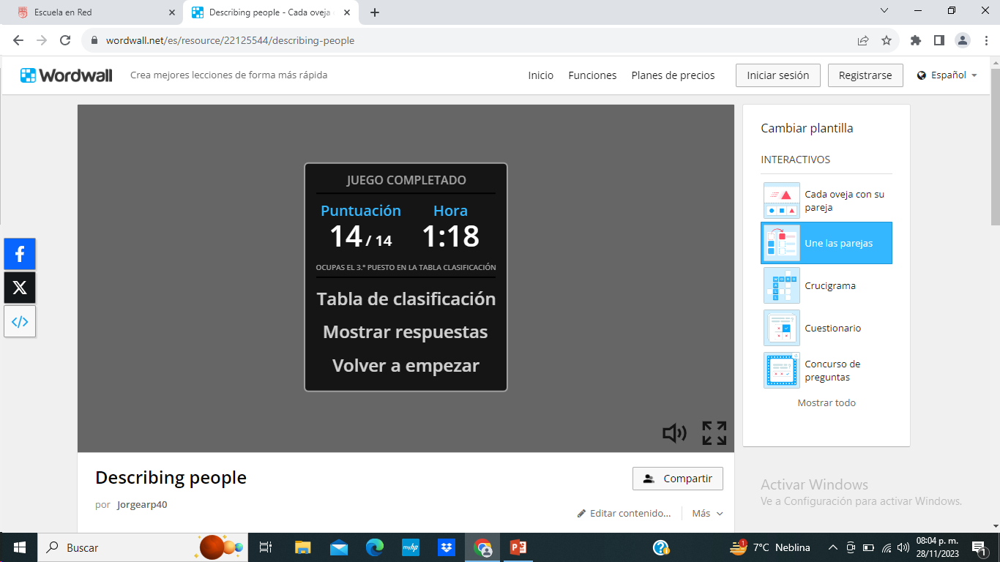 Escuela en Red
Describing people - Cada oveja
wordwall.net/es/resource/22125544/describing-people
Wordwall
Crea mejores lecciones de forma más rápida
Inicio
Funciones
Planes de precios
Iniciar sesión
Registrarse
Español
JUEGO COMPLETADO
Puntuación
Hora
14 / 14
1:18
OCUPAS EL 3.º PUESTO EN LA TABLA CLASIFICACIÓN
Tabla de clasificación
Mostrar respuestas
Volver a empezar
Cambiar plantilla
INTERACTIVOS
Cada oveja con su
pareja
Une las parejas
Crucigrama
Cuestionario
Concurso de
preguntas
Mostrar todo
Describing people
Compartir
por Jorgearp40
Editar contenido...
Más
Activar Windows
Ve a Configuración para activar Windows.
Buscar
myhp
1
7°C Neblina
08:04 p. m.
28/11/2023
1